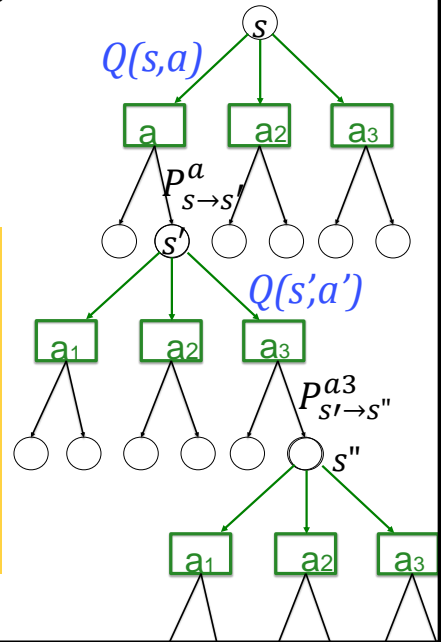 s
Q(s,a)
a a2 a3
P^a_{s→s′}
s′
Q(s′,a′)
a1 a2 a3
P^{a3}_{s′→s"}
s"
a1 a2 a3